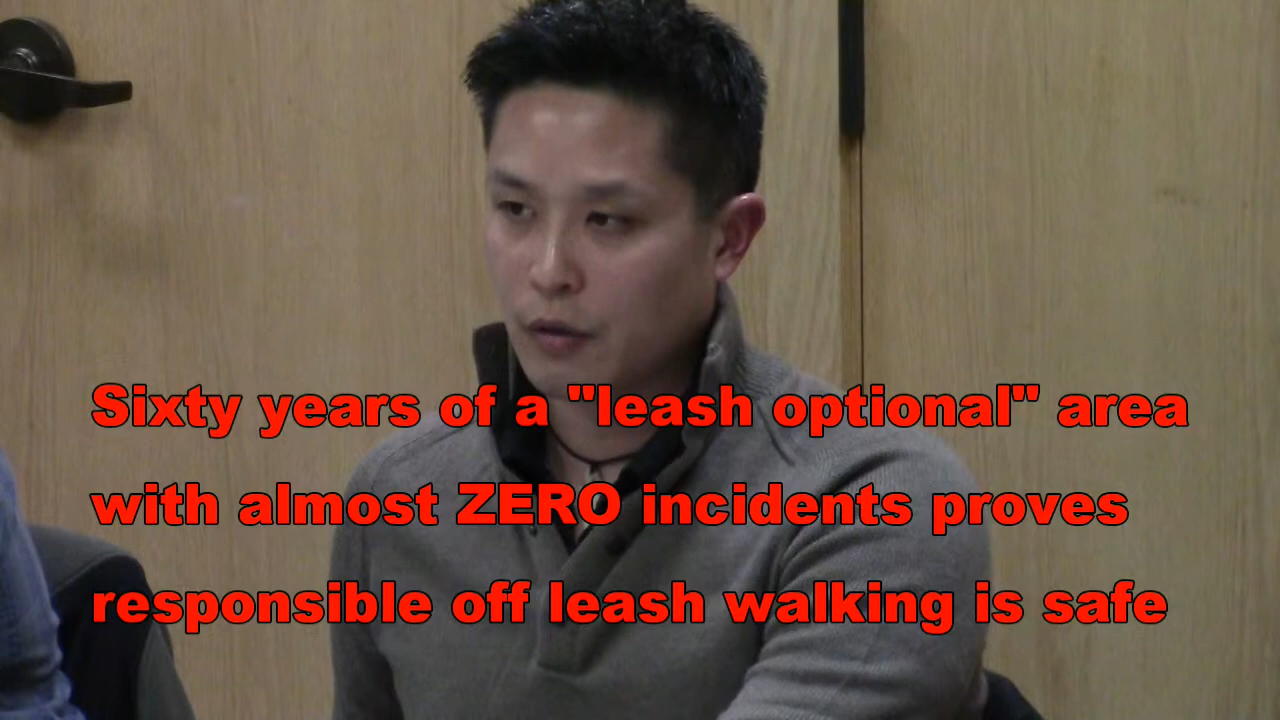 Sixty years of a "leash optional" area
with almost ZERO incidents proves
responsible off leash walking is safe